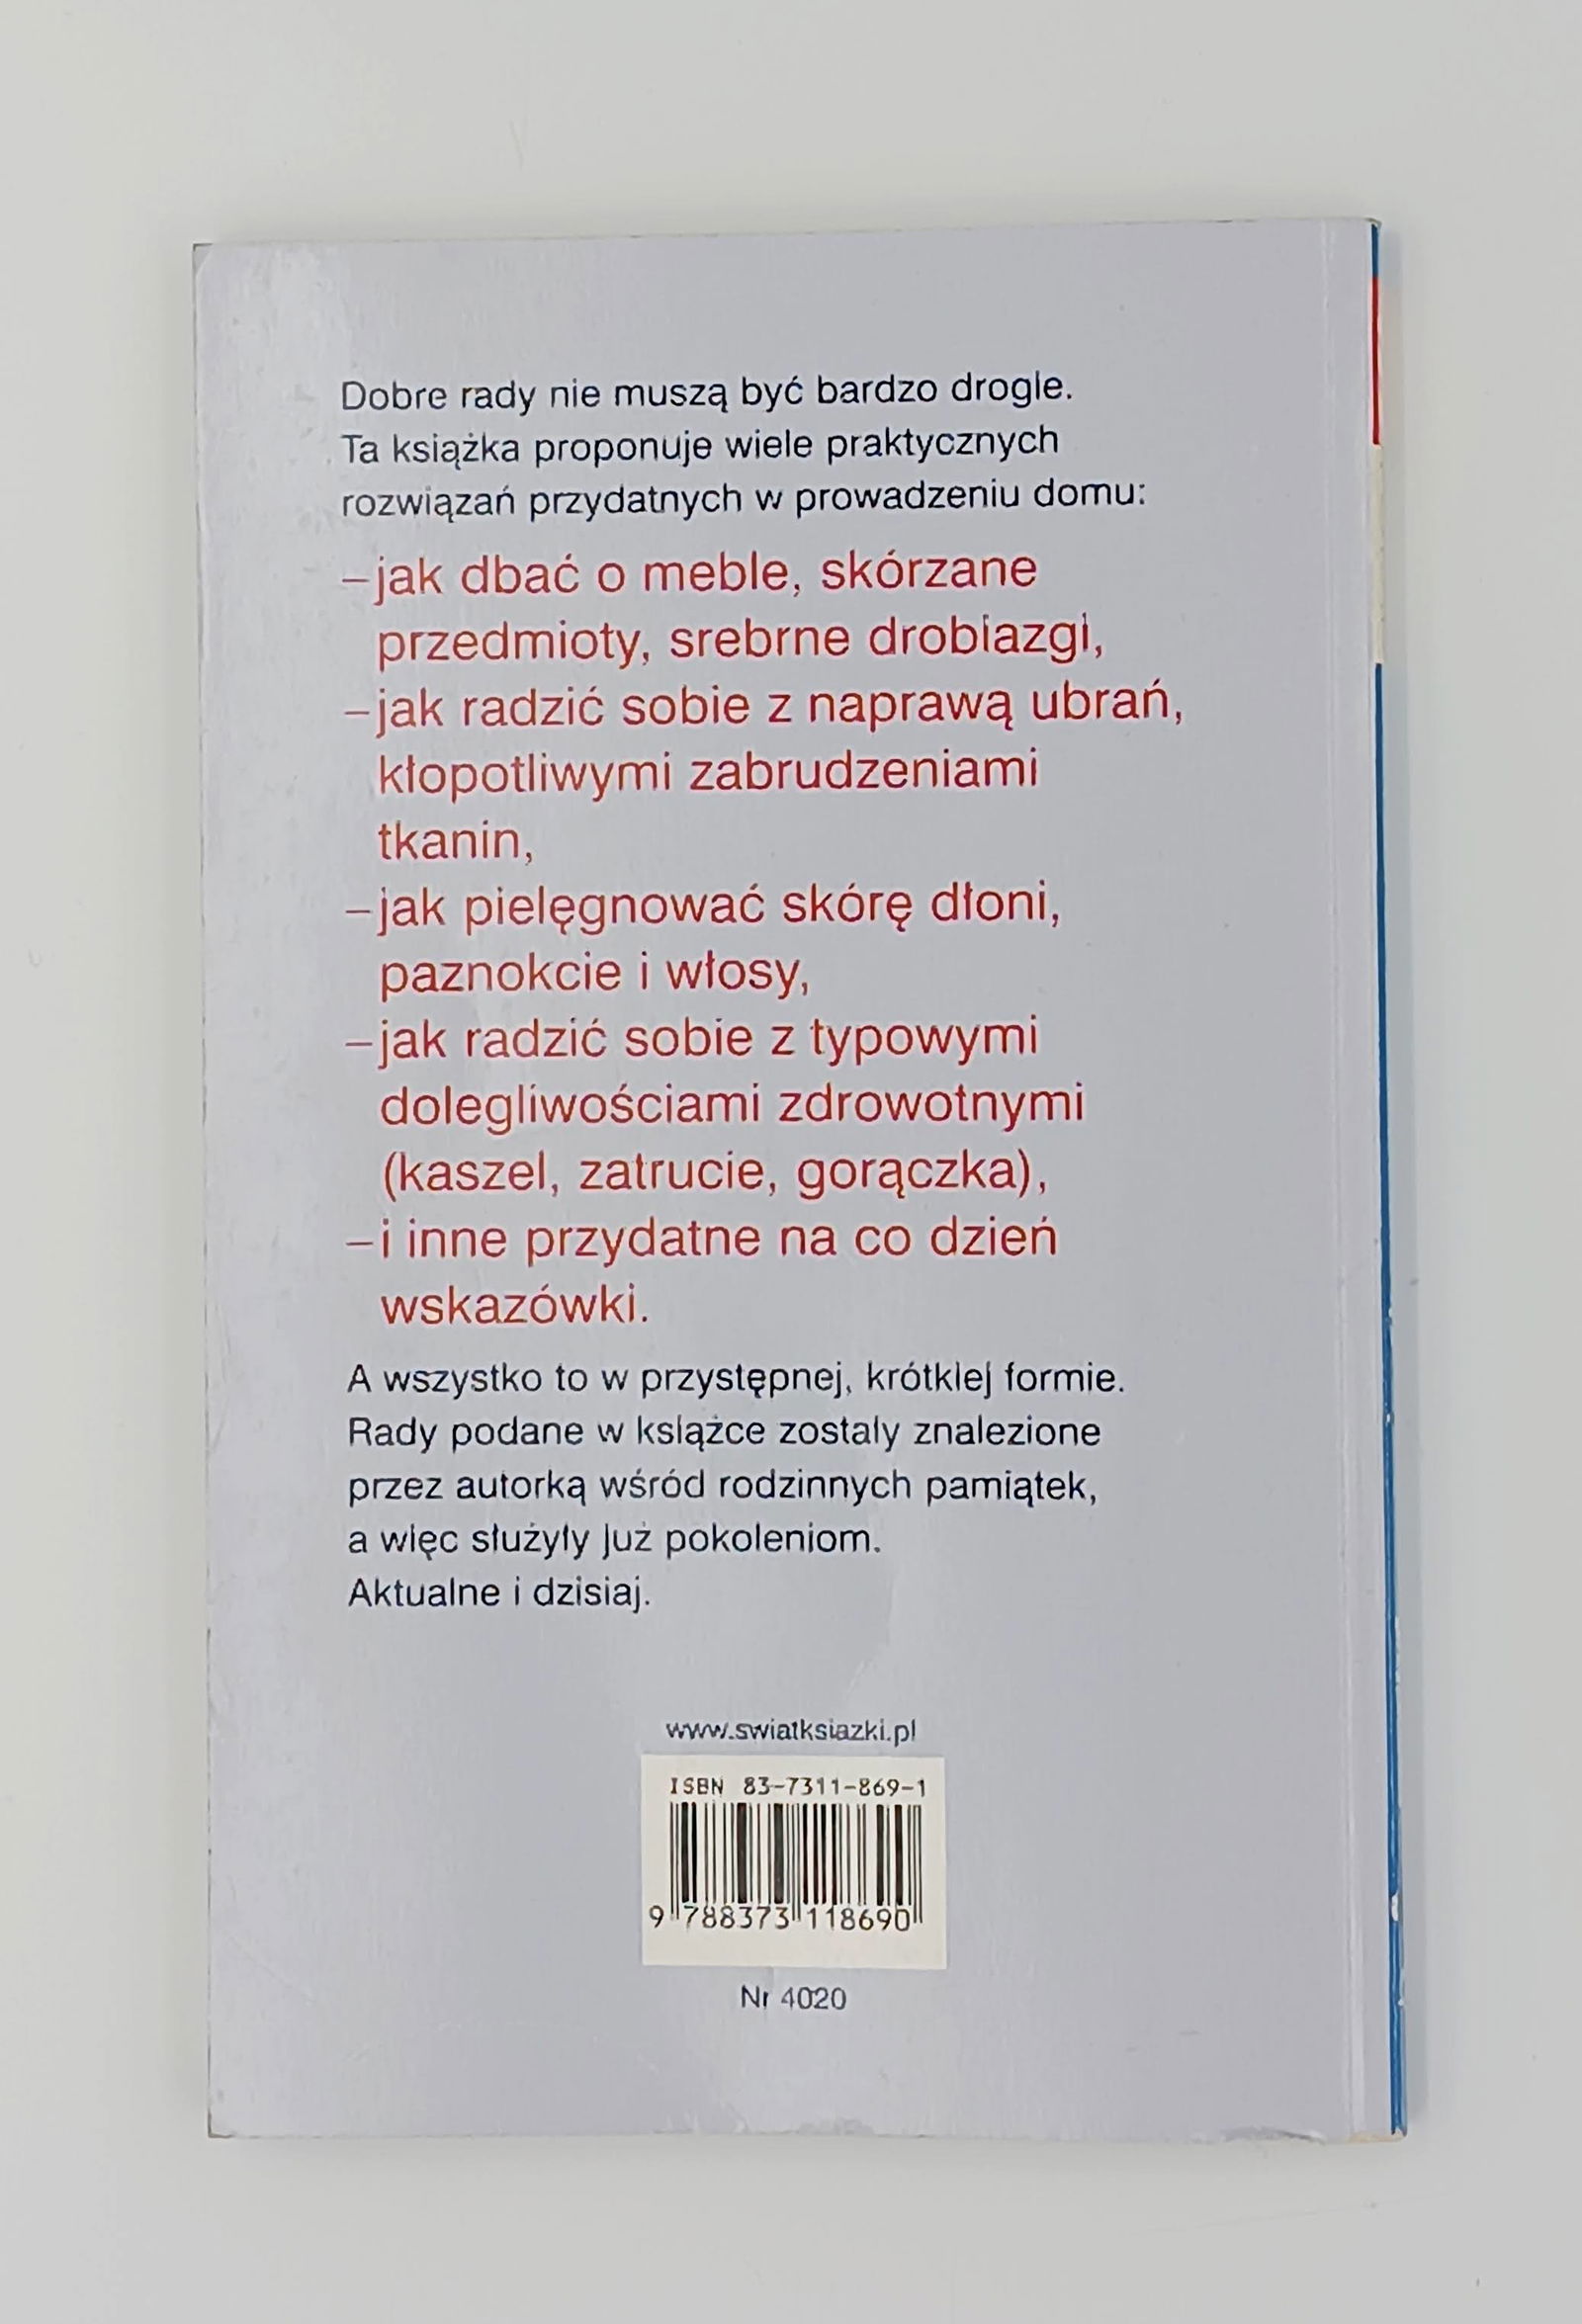 Dobre rady nie muszą być bardzo drogie.
Ta książka proponuje wiele praktycznych
rozwiązań przydatnych w prowadzeniu domu:
–jak dbać o meble, skórzane
przedmioty, srebrne drobiazgi,
–jak radzić sobie z naprawą ubrań,
kłopotliwymi zabrudzeniami
tkanin,
–jak pielęgnować skórę dłoni,
paznokcie i włosy,
–jak radzić sobie z typowymi
dolegliwościami zdrowotnymi
(kaszel, zatrucie, gorączka),
–i inne przydatne na co dzień
wskazówki.
A wszystko to w przystępnej, krótkiej formie.
Rady podane w książce zostały znalezione
przez autorką wśród rodzinnych pamiątek,
a więc służyły już pokoleniom.
Aktualne i dzisiaj.
www.swiatksiazki.pl
ISBN 83-7311-869-1
9 788373 118690
Nr 4020